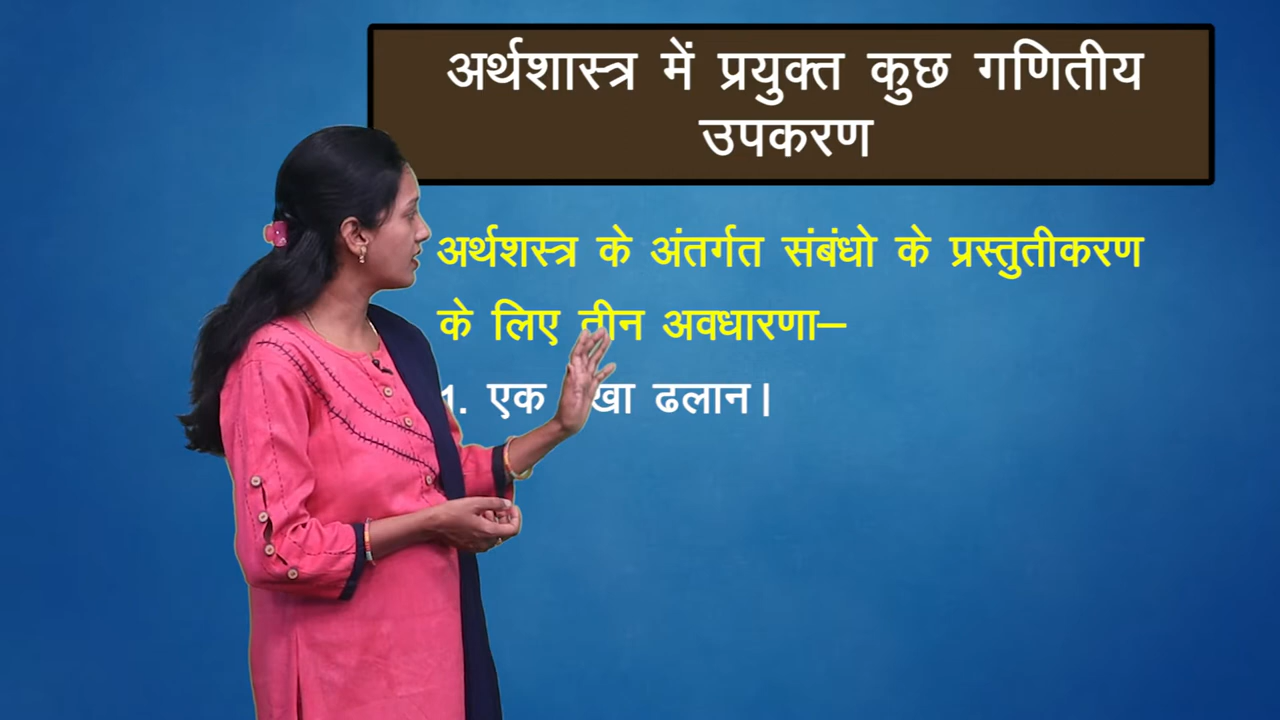 अर्थशास्त्र में प्रयुक्त कुछ गणितीय
उपकरण
अर्थशस्त्र के अंतर्गत संबंधो के प्रस्तुतीकरण
के लिए तीन अवधारणा–
1. एक ढलान।